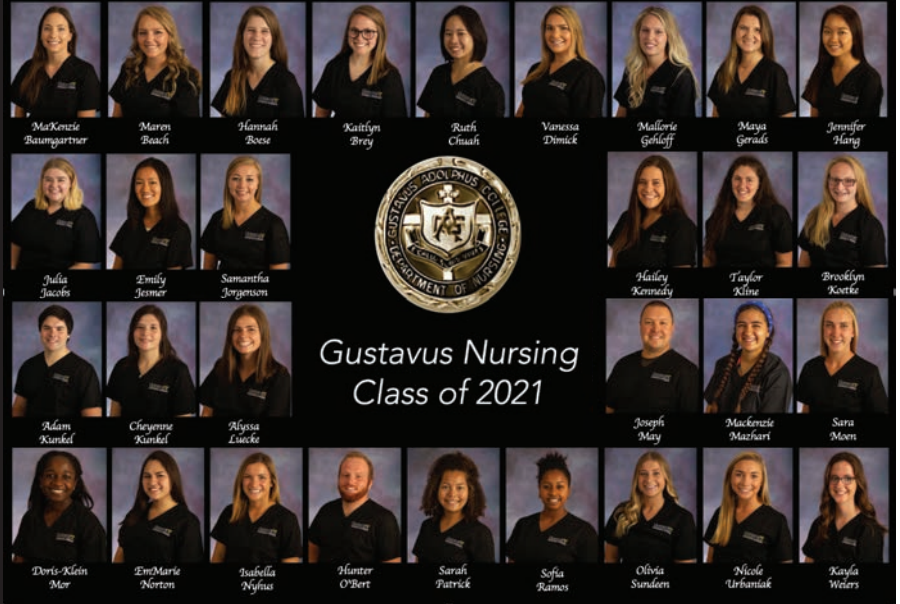 MaKenzie Baumgartner
Maren Beach
Hannah Boese
Kaitlyn Brey
Ruth Chuah
Vanessa Dimick
Mallorie Gehloff
Maya Gerads
Jennifer Hang
Julia Jacobs
Emily Jesmer
Samantha Jorgenson
GUSTAVUS ADOLPHUS COLLEGE
DEPARTMENT OF NURSING
Hailey Kennedy
Taylor Kline
Brooklyn Koetke
Adam Kunkel
Cheyenne Kunkel
Alyssa Luecke
Gustavus Nursing
Class of 2021
Joseph May
Mackenzie Mazhari
Sara Moen
Doris-Klein Mor
EmMarie Norton
Isabella Nyhus
Hunter O'Bert
Sarah Patrick
Sofia Ramos
Olivia Sundeen
Nicole Urbaniak
Kayla Weiers